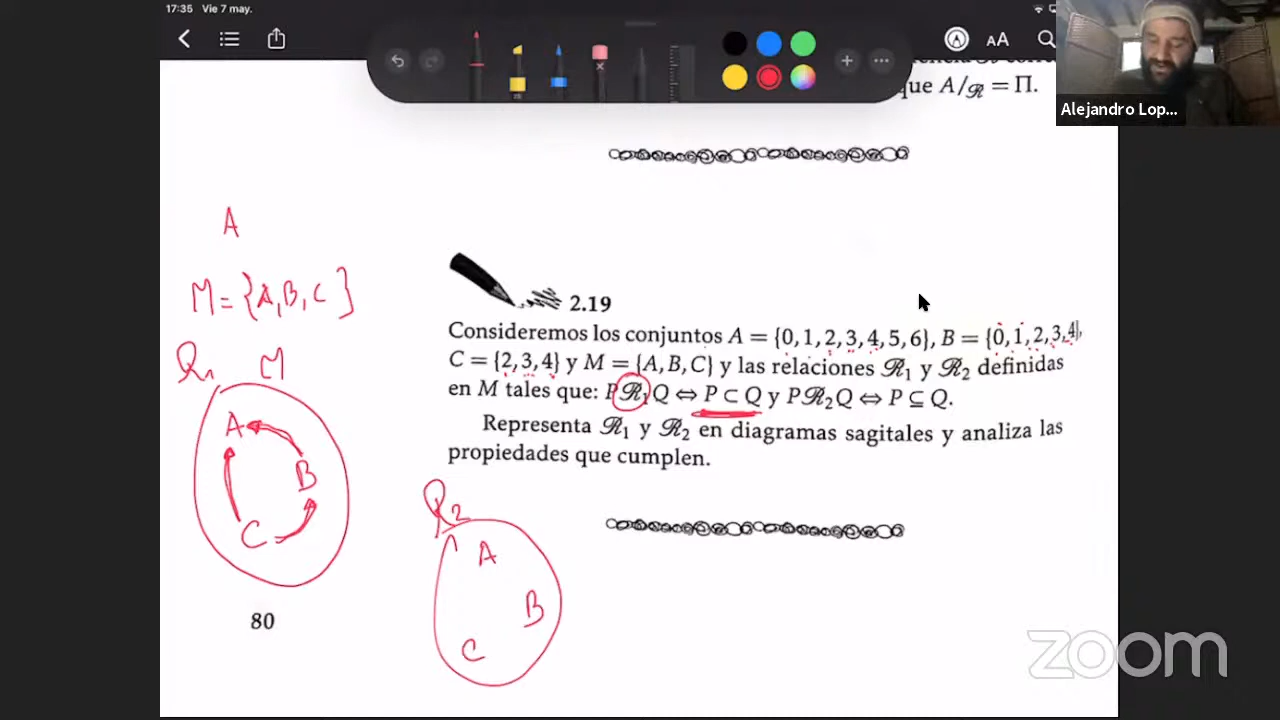 17:35 Vie 7 may.
AA
que A/ℛ = Π.
Alejandro Lop...
A
M = {A, B, C}
2.19
Consideremos los conjuntos A = {0, 1, 2, 3, 4, 5, 6}, B = {0, 1, 2, 3, 4},
C = {2, 3, 4} y M = {A, B, C} y las relaciones ℛ₁ y ℛ₂ definidas
en M tales que: Pℛ₁Q ⇔ P ⊂ Q y Pℛ₂Q ⇔ P ⊆ Q.
Representa ℛ₁ y ℛ₂ en diagramas sagitales y analiza las
propiedades que cumplen.
R₁ M
A
B
C
R₂
A
B
C
80
zoom